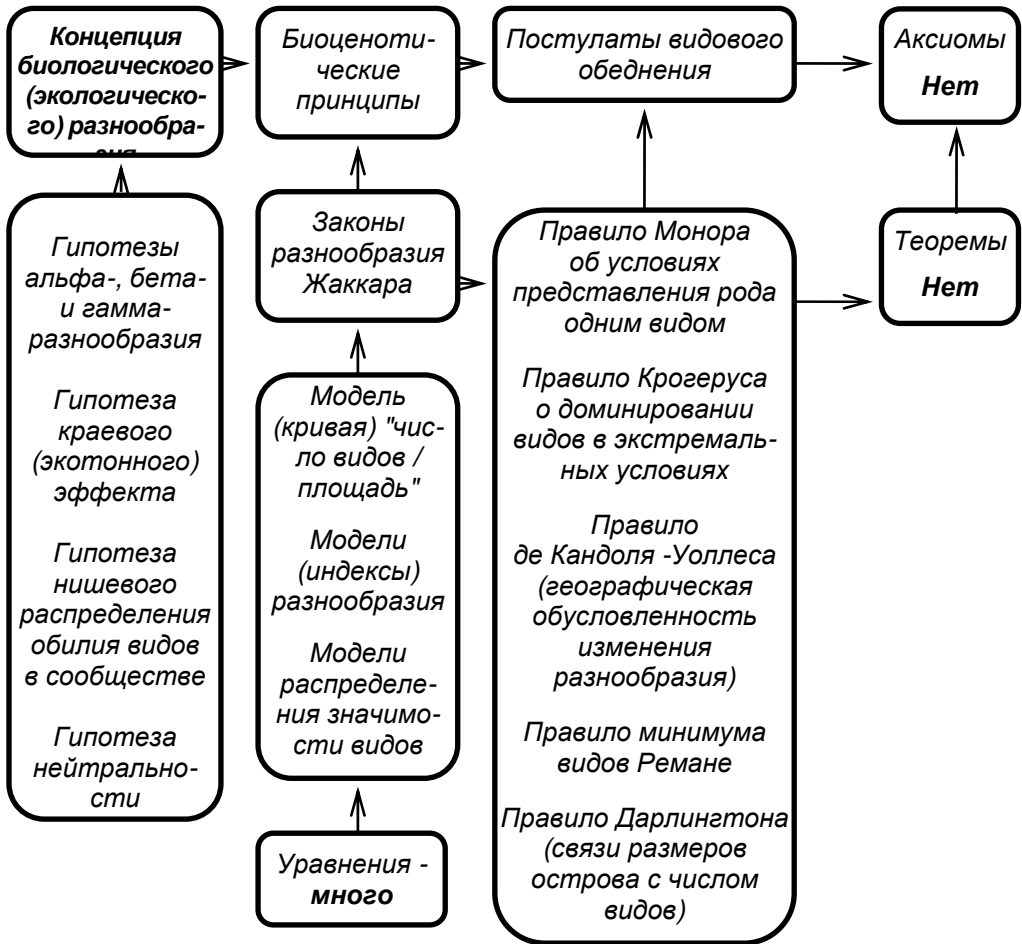 Концепция
биологического
(экологическо-
го) разнообра-
зия
Биоценоти-
ческие
принципы
Постулаты видового
обеднения
Аксиомы
Нет
Гипотезы
альфа-, бета-
и гамма-
разнообразия
Гипотеза
краевого
(экотонного)
эффекта
Гипотеза
нишевого
распределения
обилия видов
в сообществе
Гипотеза
нейтрально-
сти
Законы
разнообразия
Жаккара
Модель
(кривая) "чис-
ло видов /
площадь"
Модели
(индексы)
разнообразия
Модели
распределе-
ния значимо-
сти видов
Уравнения -
много
Правило Монора
об условиях
представления рода
одним видом
Правило Крогеруса
о доминировании
видов в экстремаль-
ных условиях
Правило
де Кандоля -Уоллеса
(географическая
обусловленность
изменения
разнообразия)
Правило минимума
видов Ремане
Правило Дарлингтона
(связи размеров
острова с числом
видов)
Теоремы
Нет